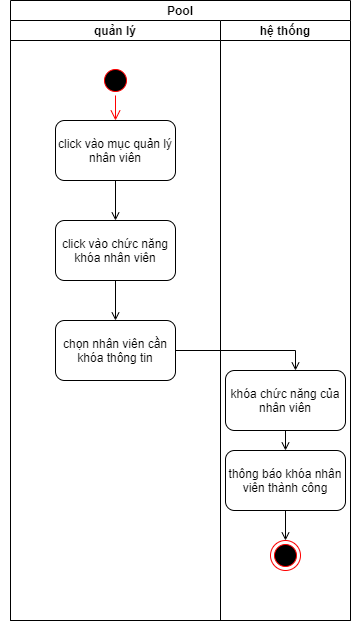 Pool
quản lý
hệ thống
click vào mục quản lý
nhân viên
click vào chức năng
khóa nhân viên
chọn nhân viên cần
khóa thông tin
khóa chức năng của
nhân viên
thông báo khóa nhân
viên thành công